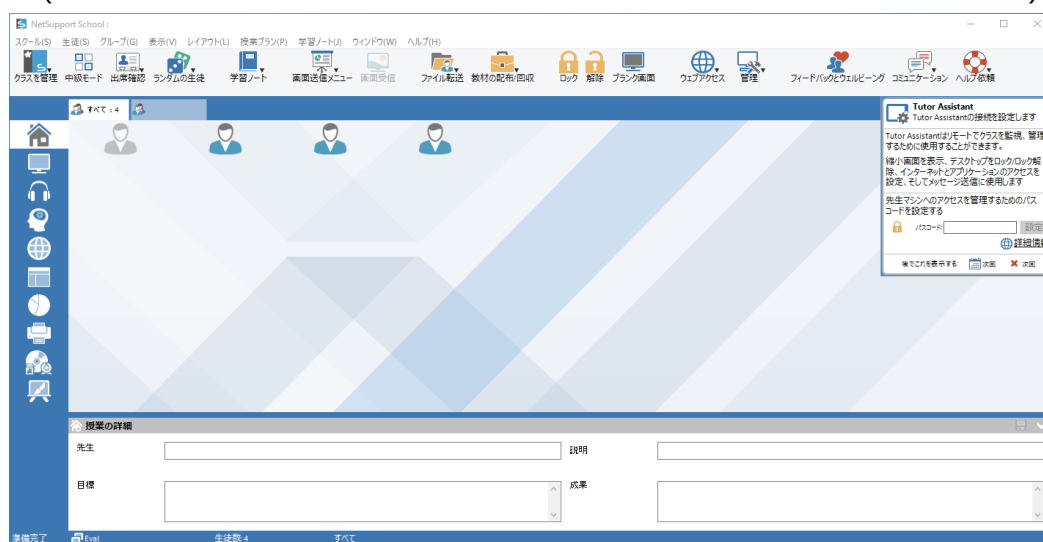 NetSupport School :
スクール(S) 生徒(S) グループ(G) 表示(V) レイアウト(L) 授業プラン(P) 学習ノート(J) ウインドウ(W) ヘルプ(H)
クラスを管理 中級モード 出席確認 ランダムの生徒 学習ノート 画面送信メニュー 画面受信 ファイル転送 教材の配布/回収 ロック 解除 ブランク画面 ウェブアクセス 管理 フィードバックとウェルビーング コミュニケーション ヘルプ依頼
すべて : 4
Tutor Assistant
Tutor Assistantの接続を設定します
Tutor Assistantはリモートでクラスを監視、管理
するために使用することができます。
縮小画面を表示、デスクトップをロック/ロック解
除、インターネットとアプリケーションのアクセスを
設定、そしてメッセージ送信に使用します
先生マシンへのアクセスを管理するためのパス
コードを設定する
パスコード: 設定
詳細情報
後でこれを表示する: 次回 次回
授業の詳細
先生 説明
目標 成果
準備完了 Eval 生徒数: 4 すべて